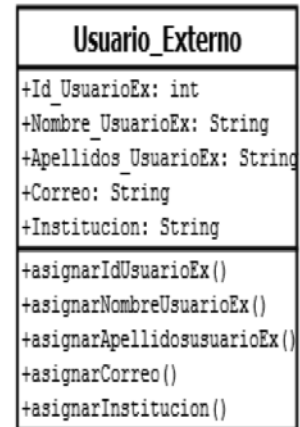 Usuario_Externo
+Id_UsuarioEx: int
+Nombre_UsuarioEx: String
+Apellidos_UsuarioEx: String
+Correo: String
+Institucion: String
+asignarIdUsuarioEx()
+asignarNombreUsuarioEx()
+asignarApellidosusuarioEx()
+asignarCorreo()
+asignarInstitucion()